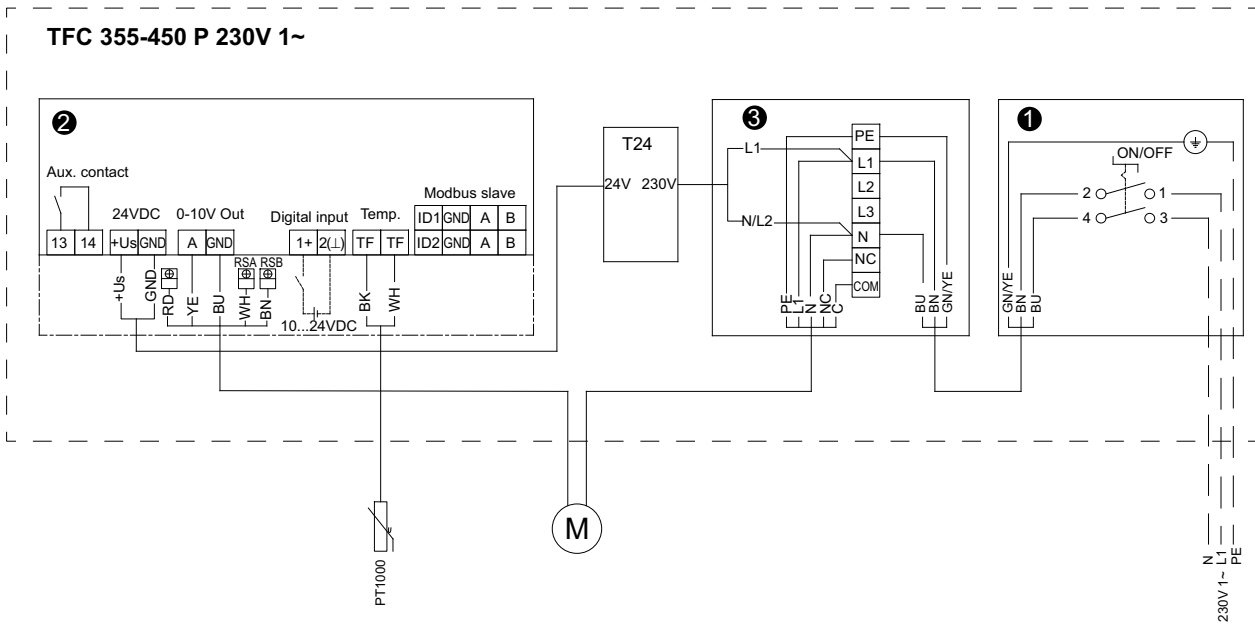 TFC 355-450 P 230V 1~
2
Aux. contact
13 14
24VDC
+Us GND
0-10V Out
A GND
Digital input
1+ 2(⊥)
Temp.
TF TF
Modbus slave
ID1 GND A B
ID2 GND A B
RSA RSB
+Us
GND
RD
YE
BU
WH
BN
10...24VDC
BK
WH
T24
24V 230V
3
L1
N/L2
PE
L1
L2
L3
N
NC
COM
PE
L1
N
NC
C
BU
BN
GN/YE
1
ON/OFF
2 1
4 3
GN/YE
BN
BU
PT1000
M
N
L1
PE
230V 1~